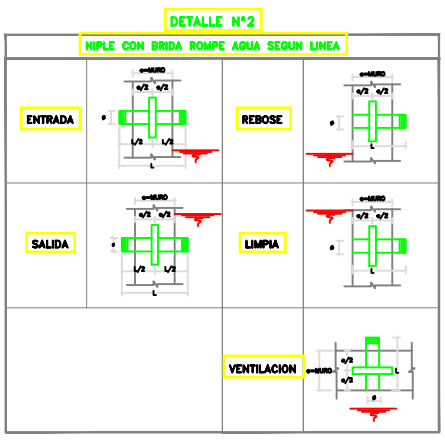 DETALLE N°2
NIPLE CON BRIDA ROMPE AGUA SEGUN LINEA
ENTRADA
e=MURO
e/2 e/2
ø
L/2 L/2
L
REBOSE
e=MURO
e/2 e/2
ø
L
SALIDA
e=MURO
e/2 e/2
ø
L/2 L/2
L
LIMPIA
e=MURO
e/2 e/2
ø
L
VENTILACION
e=MURO
e/2
e/2
L
ø